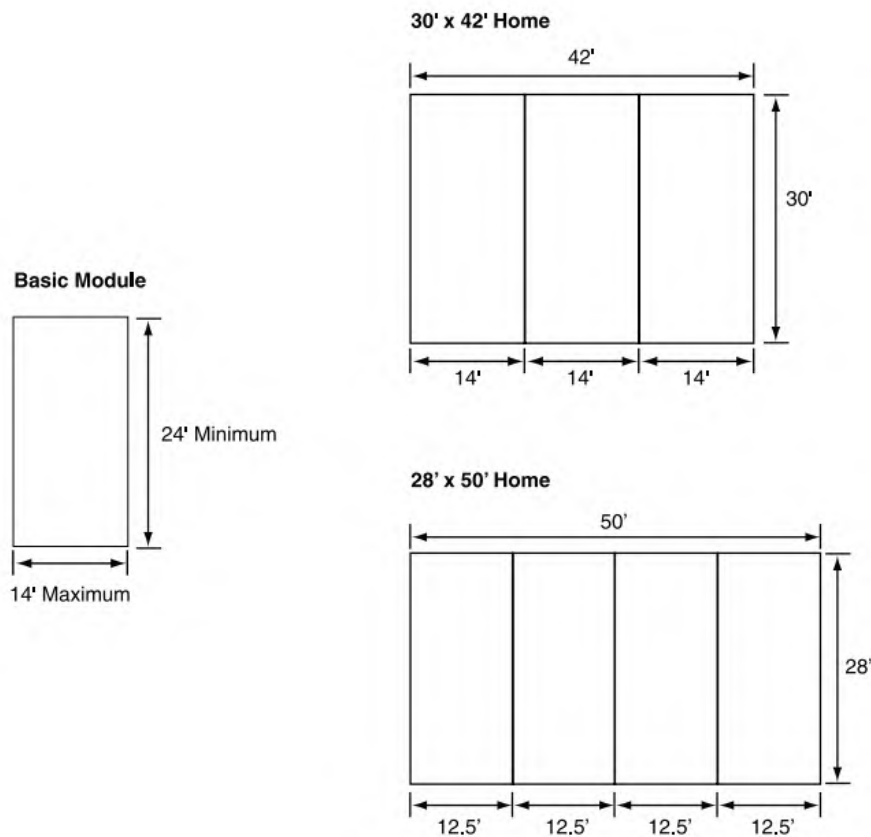 30' x 42' Home
42'
30'
14' 14' 14'
Basic Module
24' Minimum
14' Maximum
28’ x 50’ Home
50’
28’
12.5’ 12.5’ 12.5’ 12.5’